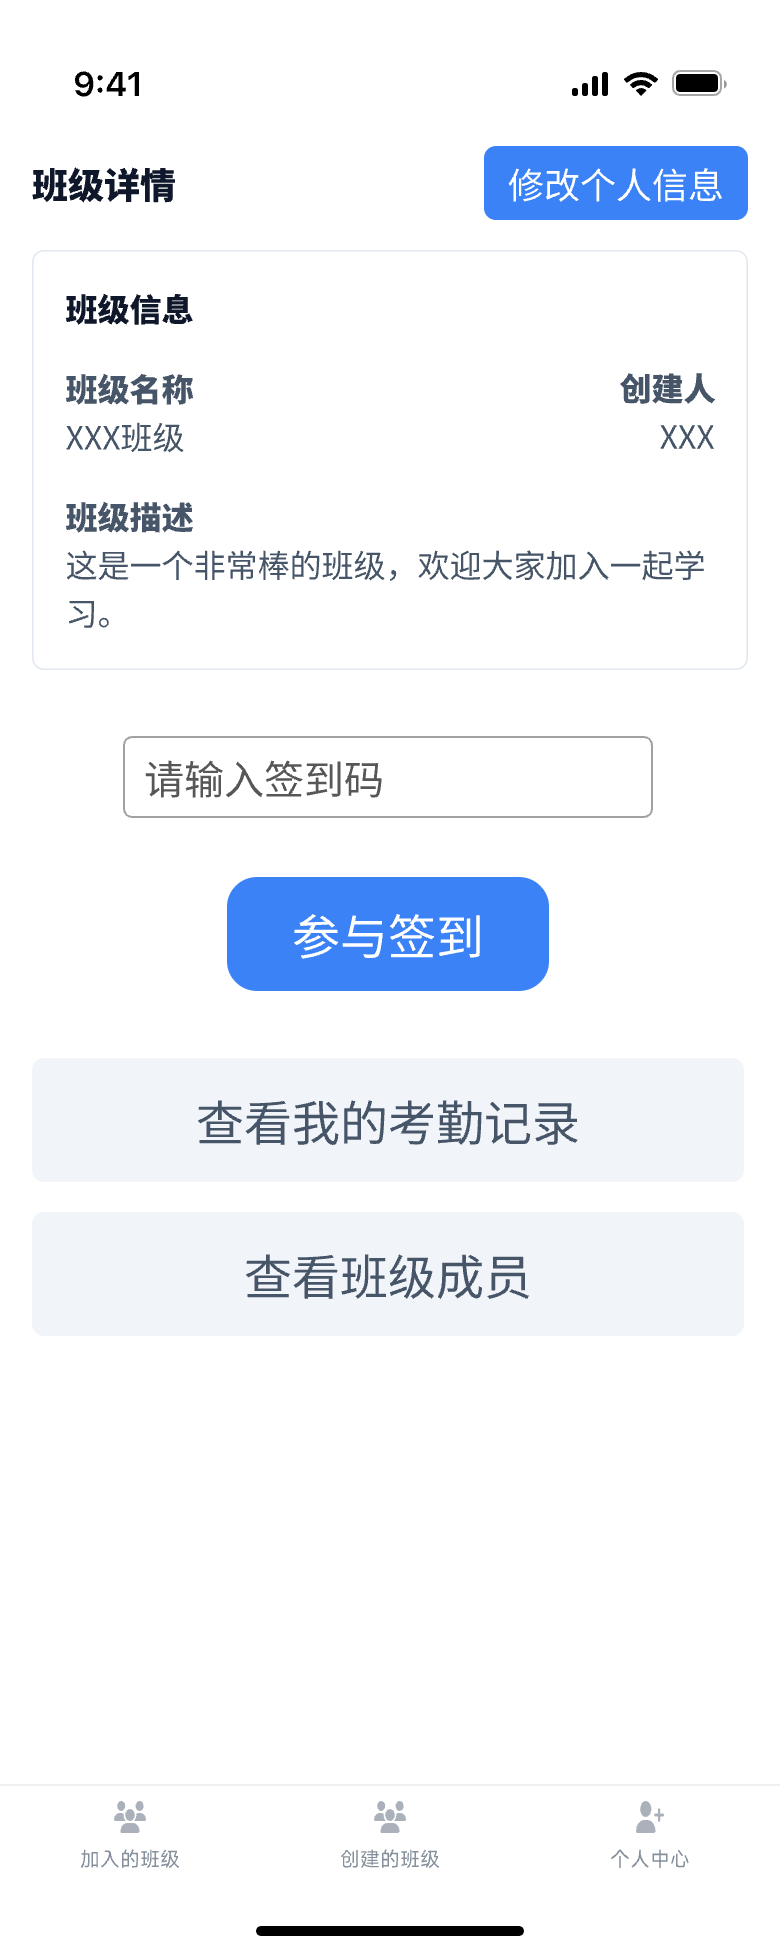 9:41
班级详情
修改个人信息
班级信息
班级名称
创建人
XXX班级
XXX
班级描述
这是一个非常棒的班级，欢迎大家加入一起学
习。
请输入签到码
参与签到
查看我的考勤记录
查看班级成员
加入的班级
创建的班级
个人中心